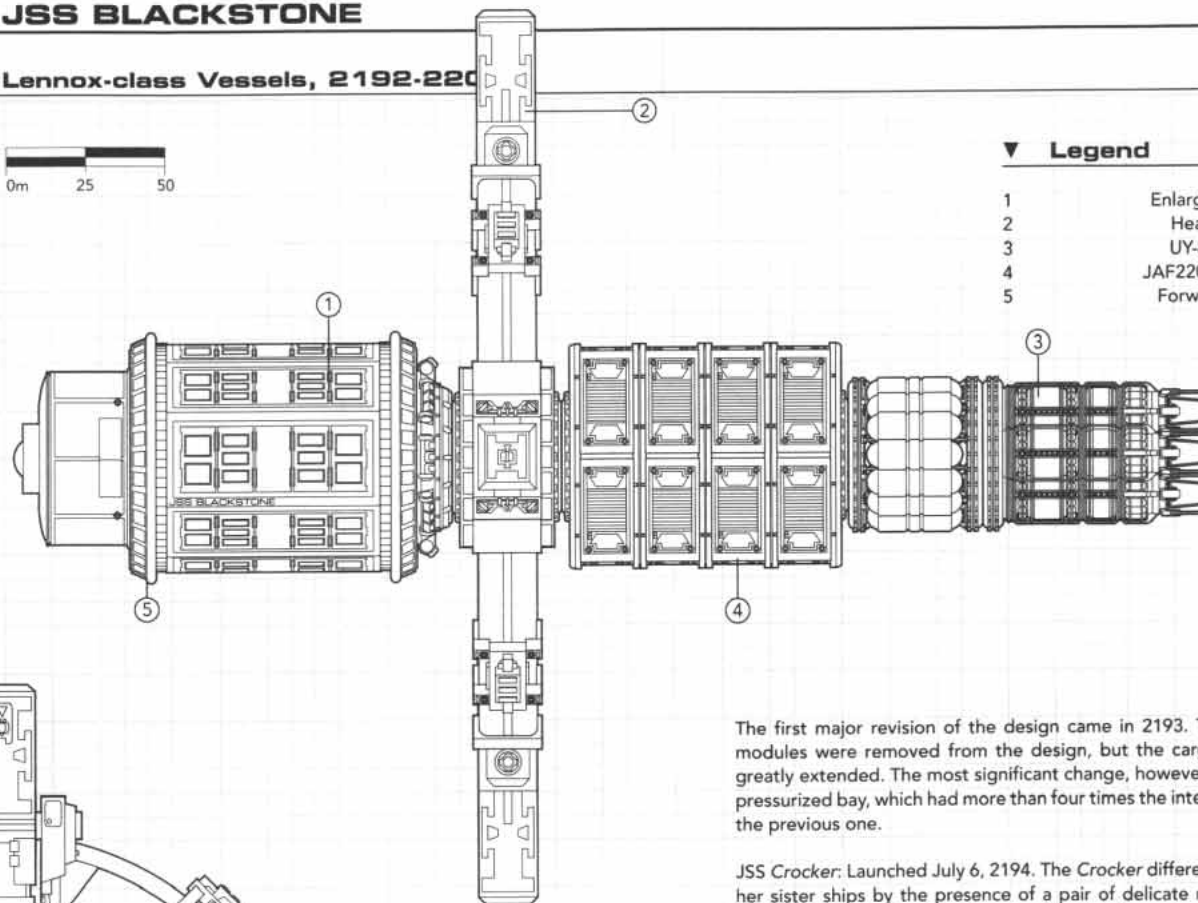 JSS BLACKSTONE
Lennox-class Vessels, 2192-220
2
0m 25 50
▼ Legend
1 Enlarg
2 Hea
3 UY-
4 JAF220
5 Forw
1
3
JSS BLACKSTONE
5
4
The first major revision of the design came in 2193.
modules were removed from the design, but the car
greatly extended. The most significant change, however
pressurized bay, which had more than four times the inte
the previous one.
JSS Crocker: Launched July 6, 2194. The Crocker differe
her sister ships by the presence of a pair of delicate